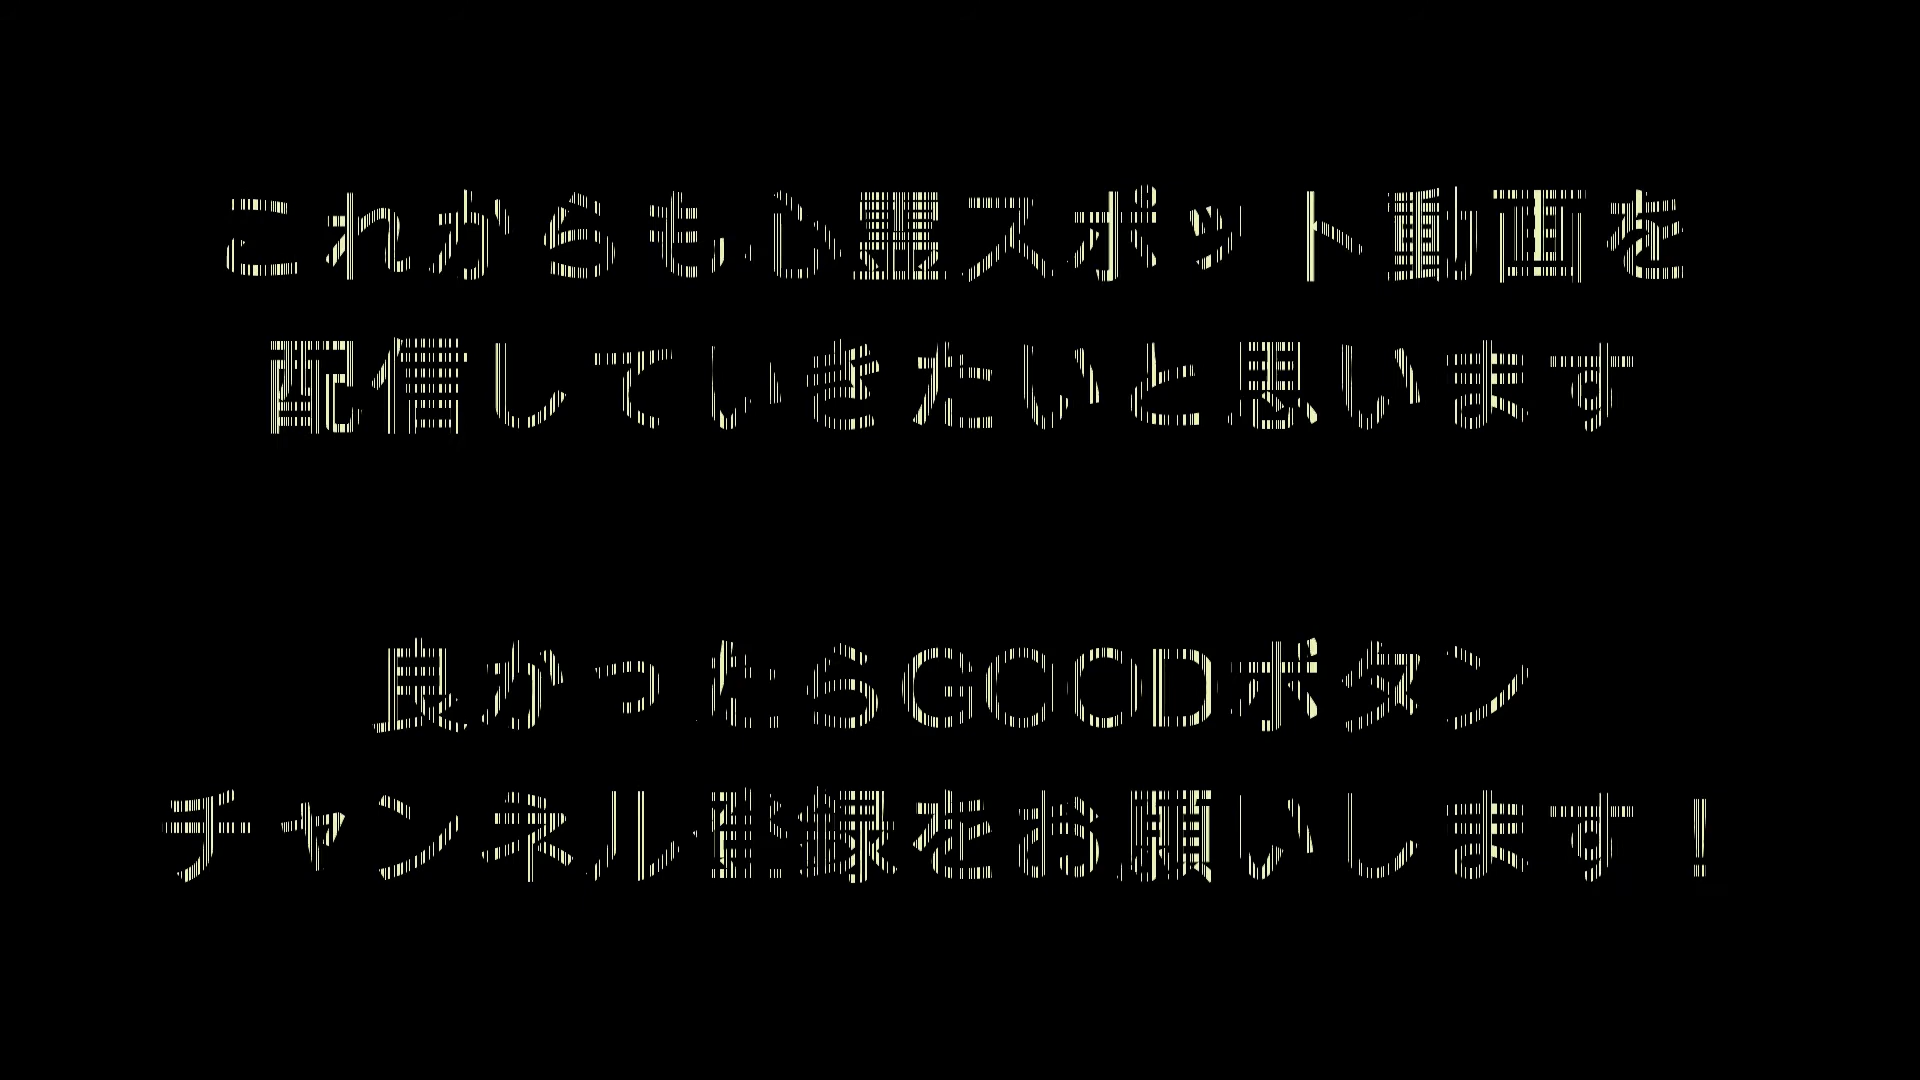 これからも心霊スポット動画を
配信していきたいと思います
良かったらGOODボタン
チャンネル登録をお願いします！